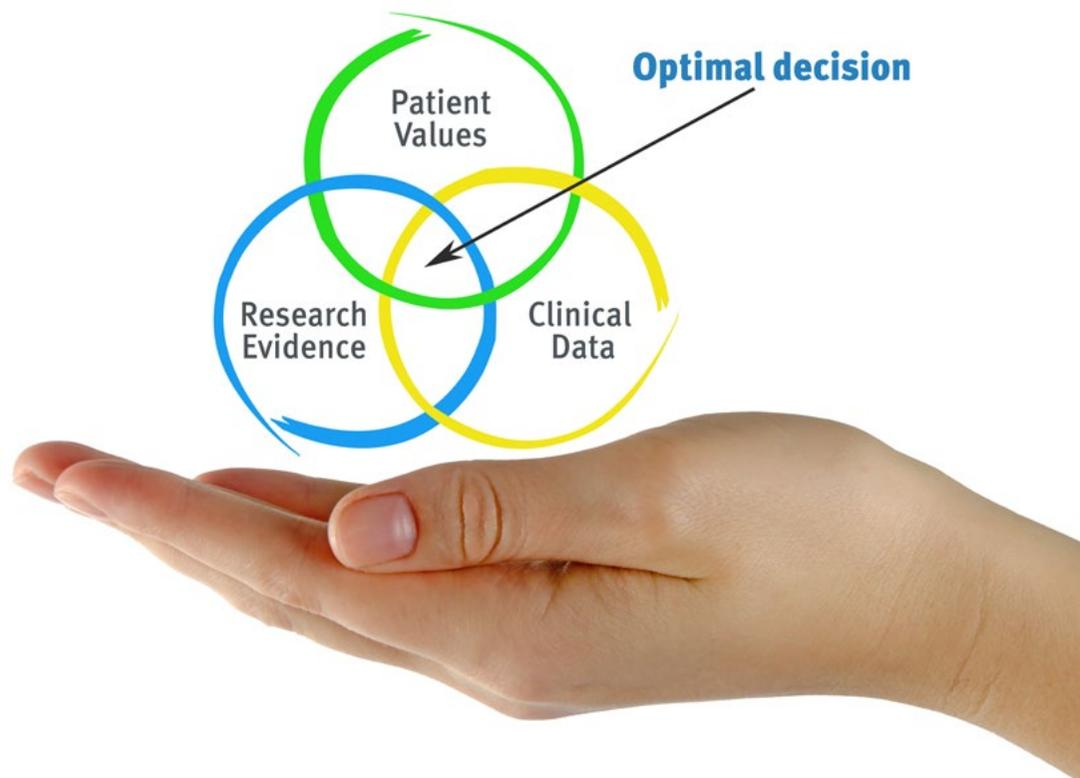 Optimal decision
Patient
Values
Research
Evidence
Clinical
Data